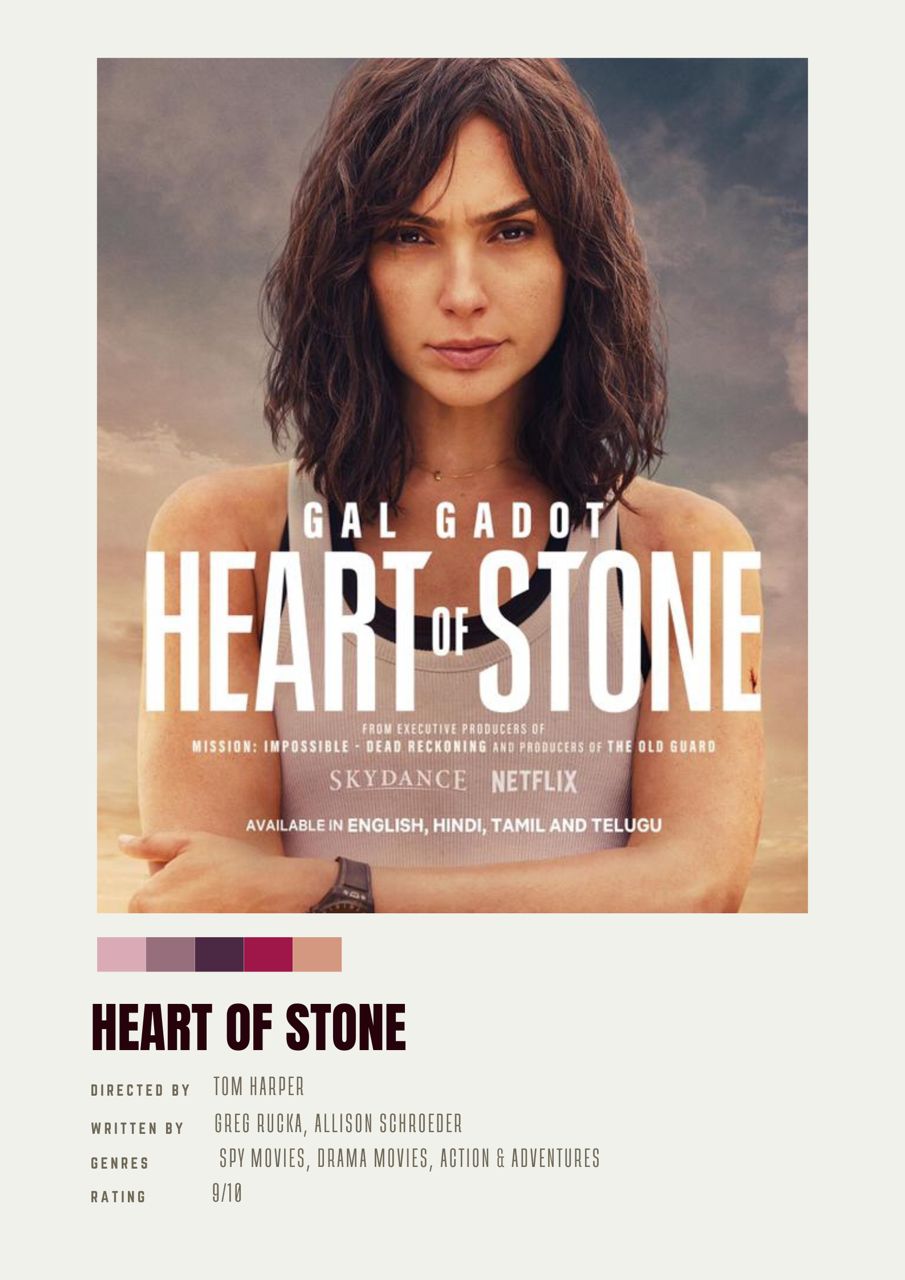 GAL GADOT
HEART OF STONE
FROM EXECUTIVE PRODUCERS OF
MISSION: IMPOSSIBLE - DEAD RECKONING AND PRODUCERS OF THE OLD GUARD
SKYDANCE NETFLIX
AVAILABLE IN ENGLISH, HINDI, TAMIL AND TELUGU
HEART OF STONE
DIRECTED BY TOM HARPER
WRITTEN BY GREG RUCKA, ALLISON SCHROEDER
GENRES SPY MOVIES, DRAMA MOVIES, ACTION & ADVENTURES
RATING 9/10